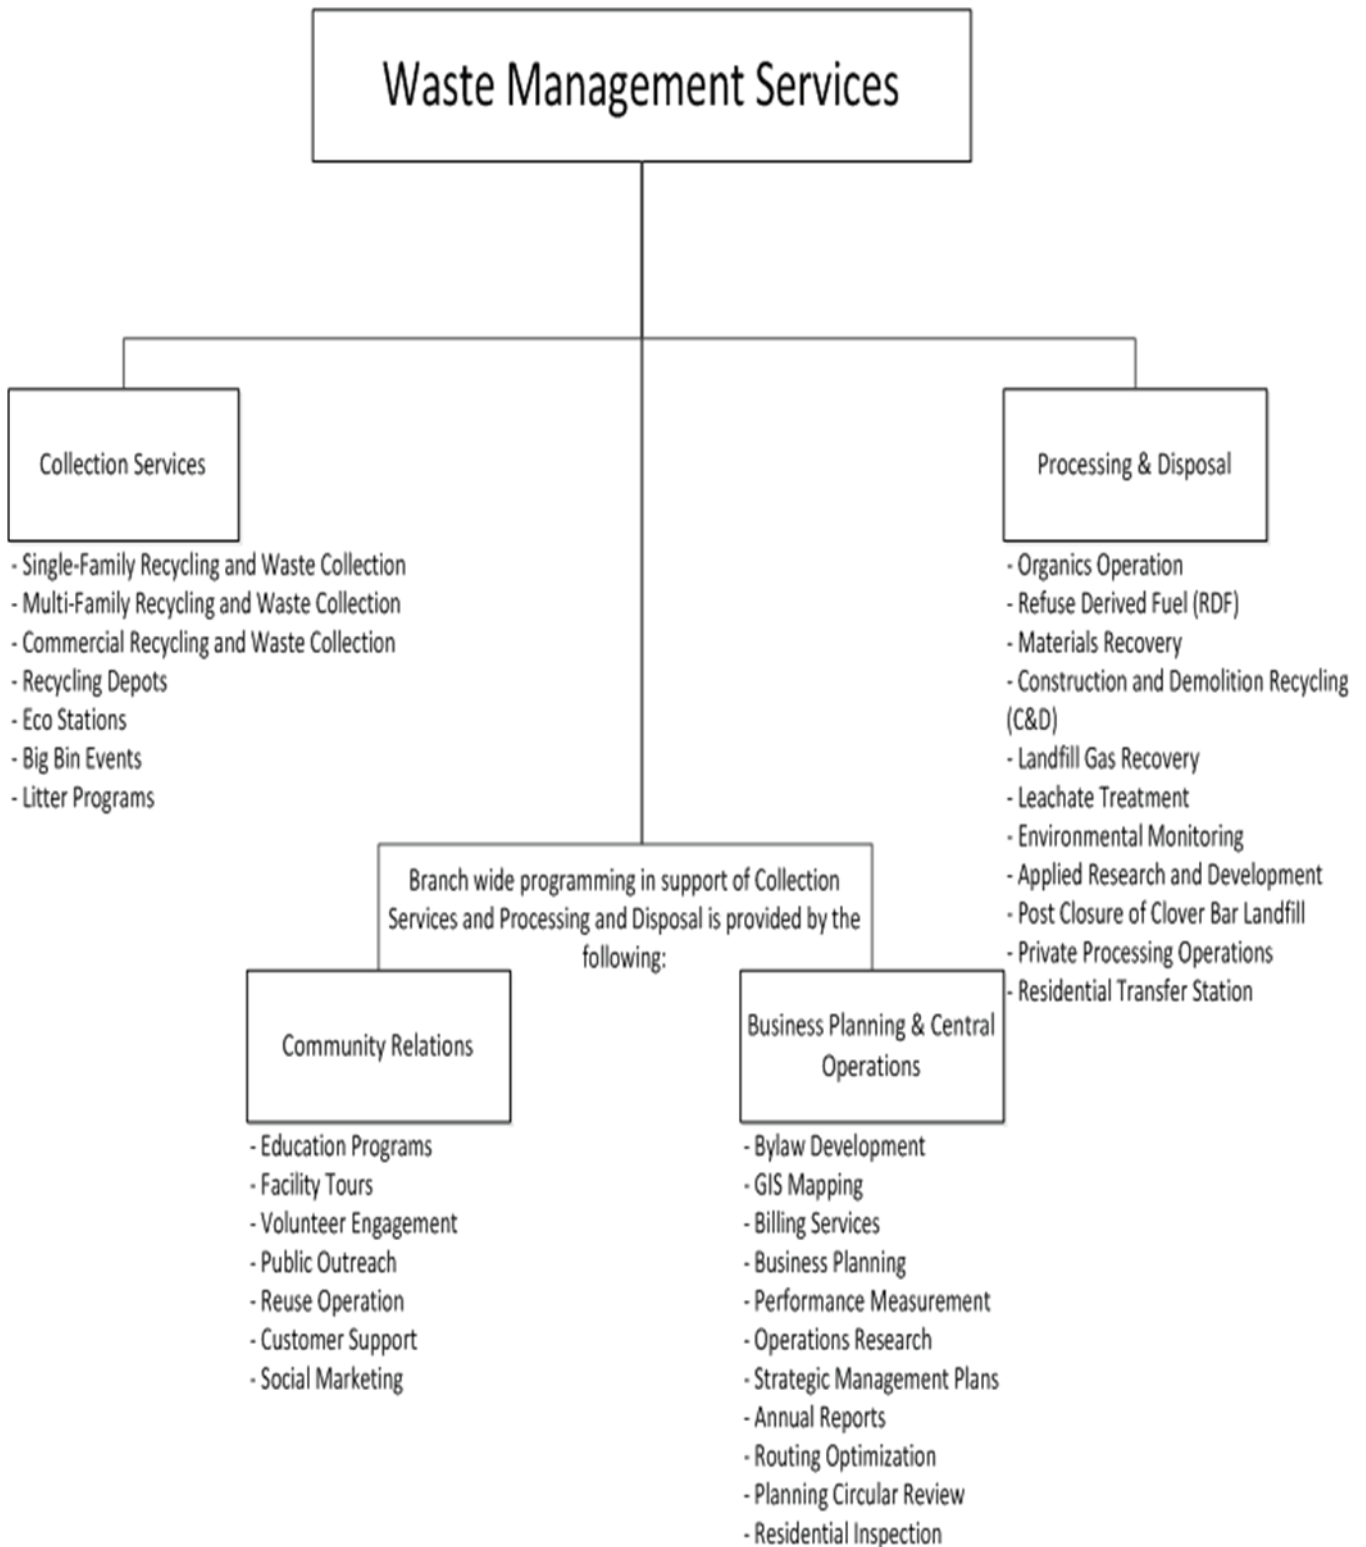 Waste Management Services
Collection Services
- Single-Family Recycling and Waste Collection
- Multi-Family Recycling and Waste Collection
- Commercial Recycling and Waste Collection
- Recycling Depots
- Eco Stations
- Big Bin Events
- Litter Programs
Processing & Disposal
- Organics Operation
- Refuse Derived Fuel (RDF)
- Materials Recovery
- Construction and Demolition Recycling
(C&D)
- Landfill Gas Recovery
- Leachate Treatment
- Environmental Monitoring
- Applied Research and Development
- Post Closure of Clover Bar Landfill
- Private Processing Operations
- Residential Transfer Station
Branch wide programming in support of Collection
Services and Processing and Disposal is provided by the
following:
Community Relations
- Education Programs
- Facility Tours
- Volunteer Engagement
- Public Outreach
- Reuse Operation
- Customer Support
- Social Marketing
Business Planning & Central
Operations
- Bylaw Development
- GIS Mapping
- Billing Services
- Business Planning
- Performance Measurement
- Operations Research
- Strategic Management Plans
- Annual Reports
- Routing Optimization
- Planning Circular Review
- Residential Inspection